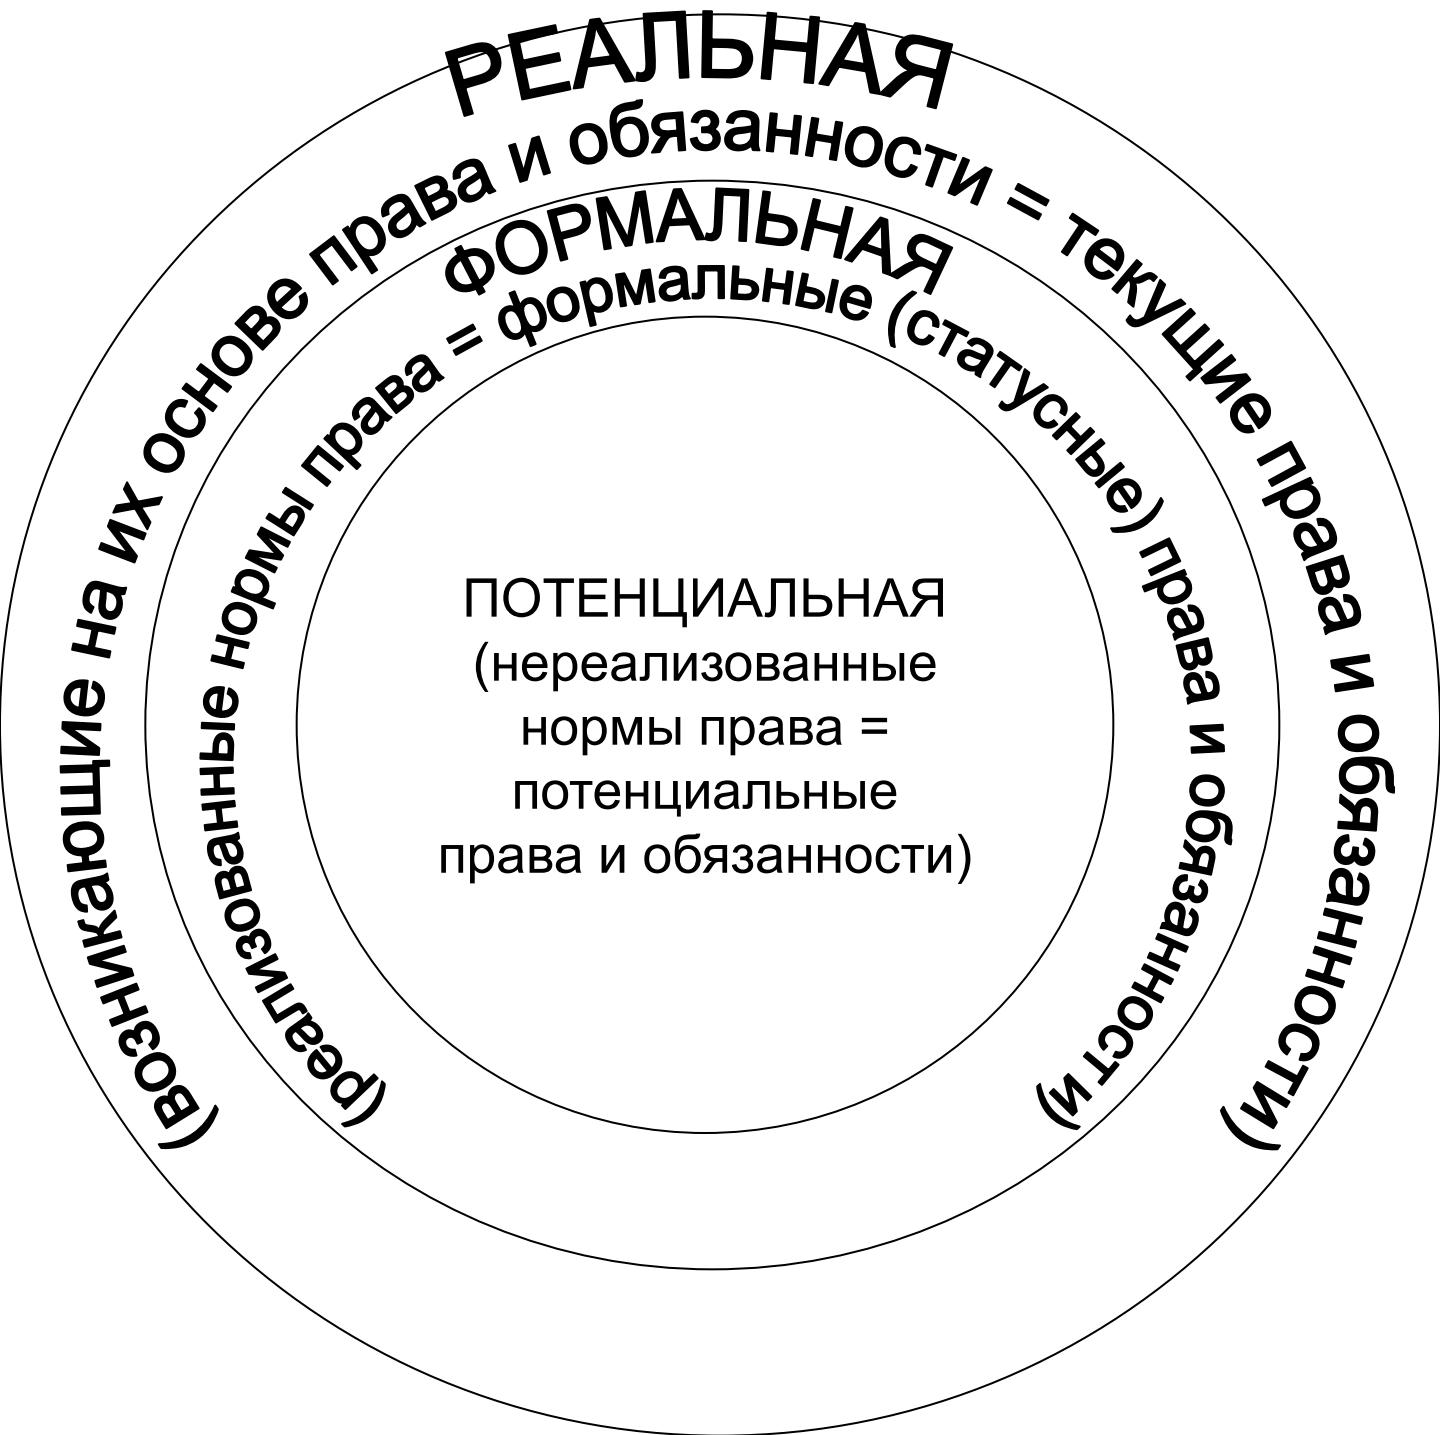 РЕАЛЬНАЯ
(возникающие на их основе права и обязанности = текущие права и обязанности)
ФОРМАЛЬНАЯ
(реализованные нормы права = формальные (статусные) права и обязанности)
ПОТЕНЦИАЛЬНАЯ
(нереализованные
нормы права =
потенциальные
права и обязанности)